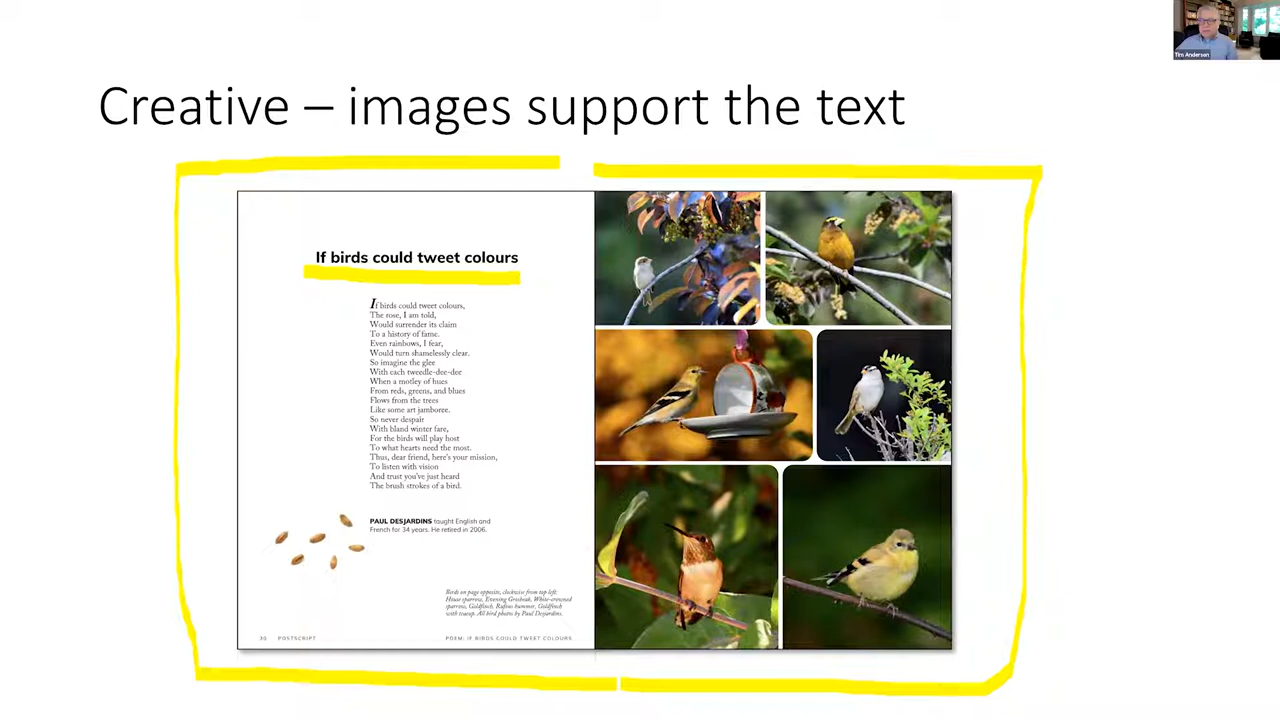 Tim Anderson
Creative – images support the text
If birds could tweet colours
If birds could tweet colours,
The rose, I am told,
Would surrender its claim
To a history of fame.
Even rainbows, I fear,
Would turn shamelessly clear.
So imagine the glee
With each tweedle-dee-dee
When a motley of hues
From reds, greens, and blues
Flows from the trees
Like some art jamboree.
So never despair
With bland winter fare,
For the birds will play host
To what hearts need the most.
Thus, dear friend, here's your mission,
To listen with vision
And trust you've just heard
The brush strokes of a bird.
PAUL DESJARDINS taught English and
French for 34 years. He retired in 2006.
Birds on page opposite, clockwise from top left:
House sparrow, Evening Grosbeak, White-crowned
sparrow, Goldfinch, Rufous hummer, Goldfinch
with teacup. All bird photos by Paul Desjardins.
30 POSTSCRIPT
POEM: IF BIRDS COULD TWEET COLOURS